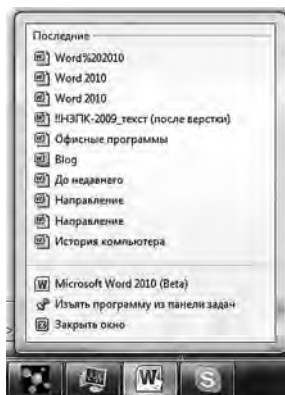 Последние
Word%202010
Word 2010
Word 2010
!!НЗПК-2009_текст (после верстки)
Офисные программы
Blog
До недавнего
Направление
Направление
История компьютера
Microsoft Word 2010 (Beta)
Изъять программу из панели задач
Закрыть окно